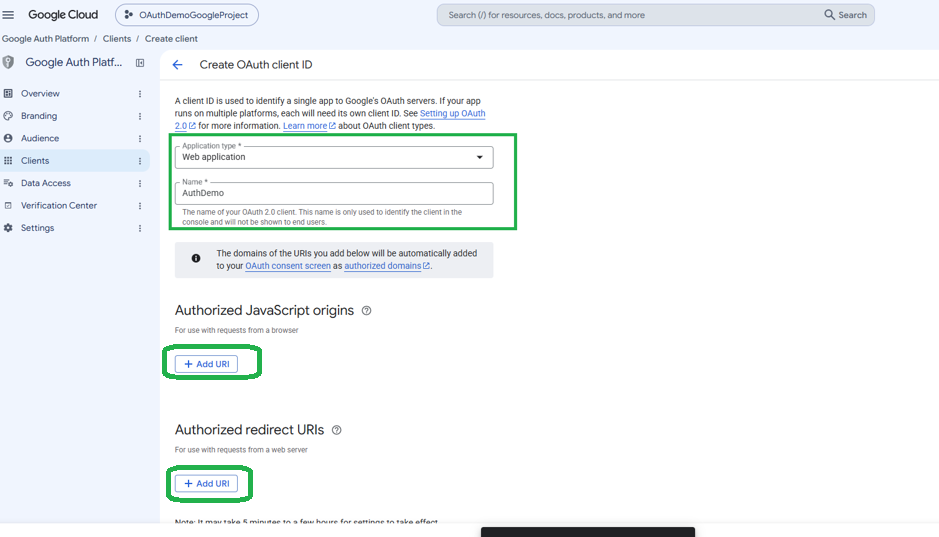 Google Cloud
OAuthDemoGoogleProject
Search (/) for resources, docs, products, and more
Search
Google Auth Platform / Clients / Create client
Google Auth Platf...
Create OAuth client ID
Overview
Branding
Audience
Clients
Data Access
Verification Center
Settings
A client ID is used to identify a single app to Google's OAuth servers. If your app
runs on multiple platforms, each will need its own client ID. See Setting up OAuth
2.0 for more information. Learn more about OAuth client types.
Application type *
Web application
Name *
AuthDemo
The name of your OAuth 2.0 client. This name is only used to identify the client in the
console and will not be shown to end users.
The domains of the URIs you add below will be automatically added
to your OAuth consent screen as authorized domains.
Authorized JavaScript origins
For use with requests from a browser
+ Add URI
Authorized redirect URIs
For use with requests from a web server
+ Add URI
Note: It may take 5 minutes to a few hours for settings to take effect